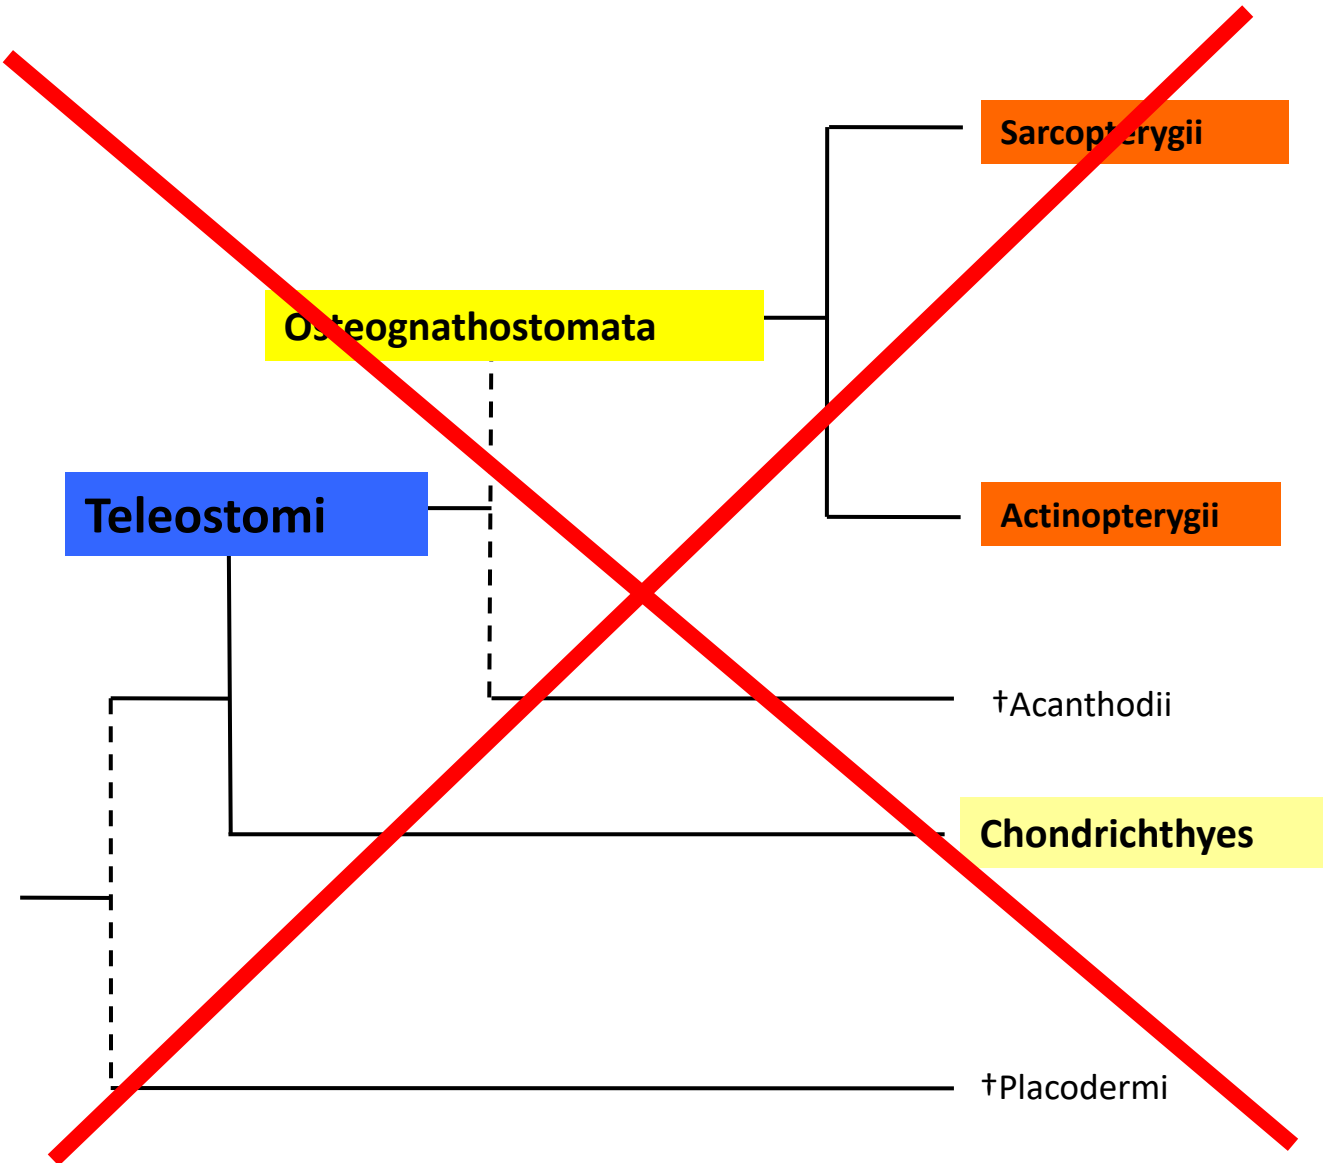 Sarcopterygii
Osteognathostomata
Teleostomi
Actinopterygii
†Acanthodii
Chondrichthyes
†Placodermi